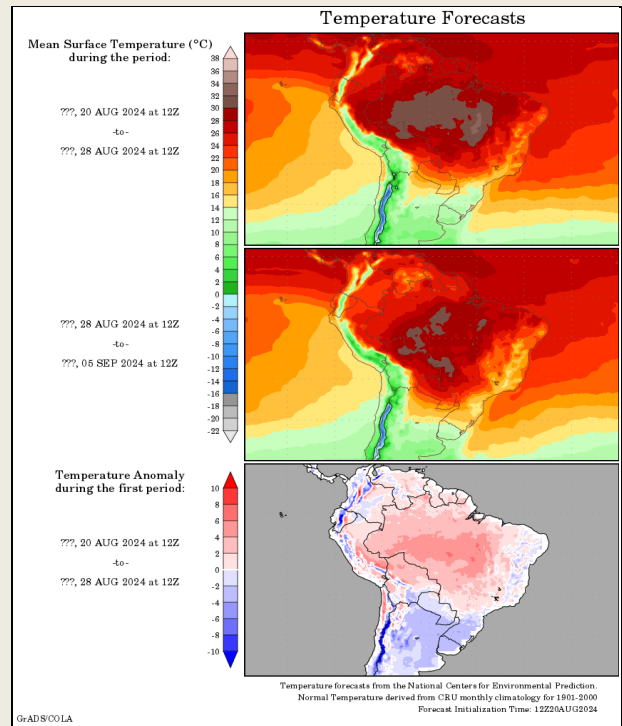 Temperature Forecasts
Mean Surface Temperature (°C)
during the period:
???, 20 AUG 2024 at 12Z
-to-
???, 28 AUG 2024 at 12Z
38
36
34
32
30
28
26
24
22
20
18
16
14
12
10
8
6
4
2
0
-2
-4
-6
-8
-10
-12
-14
-16
-17
-18
-20
-22
???, 28 AUG 2024 at 12Z
-to-
???, 05 SEP 2024 at 12Z
Temperature Anomaly
during the first period:
???, 20 AUG 2024 at 12Z
-to-
???, 28 AUG 2024 at 12Z
10
8
6
4
2
0
-2
-4
-6
-8
-10
Temperature forecasts from the National Centers for Environmental Prediction.
Normal Temperature derived from CRU monthly climatology for 1901-2000
Forecast Initialization Time: 12Z20AUG2024
GrADS/COLA